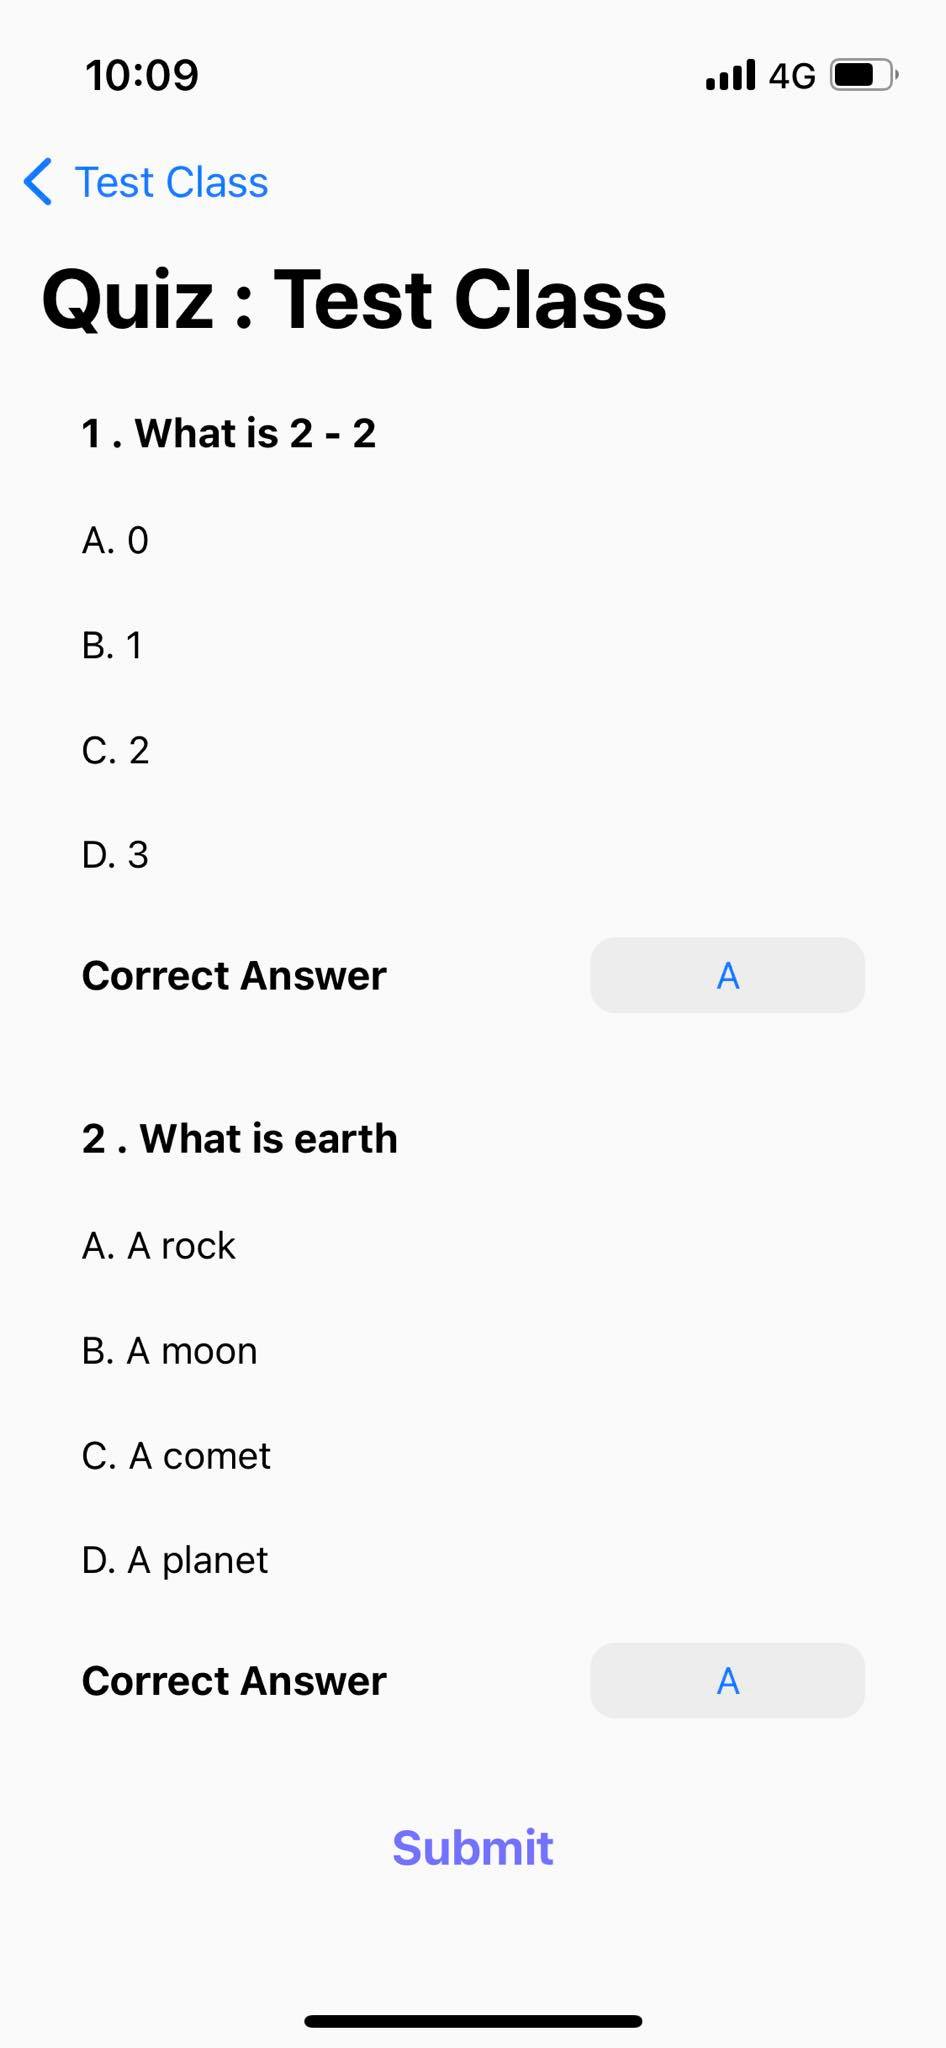 10:09 4G
Test Class
Quiz : Test Class
1 . What is 2 - 2
A. 0
B. 1
C. 2
D. 3
Correct Answer A
2 . What is earth
A. A rock
B. A moon
C. A comet
D. A planet
Correct Answer A
Submit